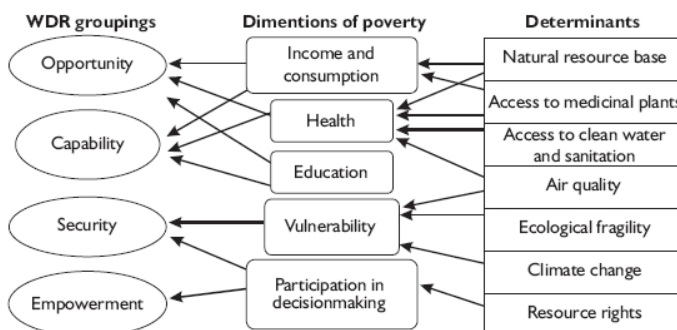 WDR groupings
Dimentions of poverty
Determinants
Opportunity
Capability
Security
Empowerment
Income and
consumption
Health
Education
Vulnerability
Participation in
decisionmaking
Natural resource base
Access to medicinal plants
Access to clean water
and sanitation
Air quality
Ecological fragility
Climate change
Resource rights